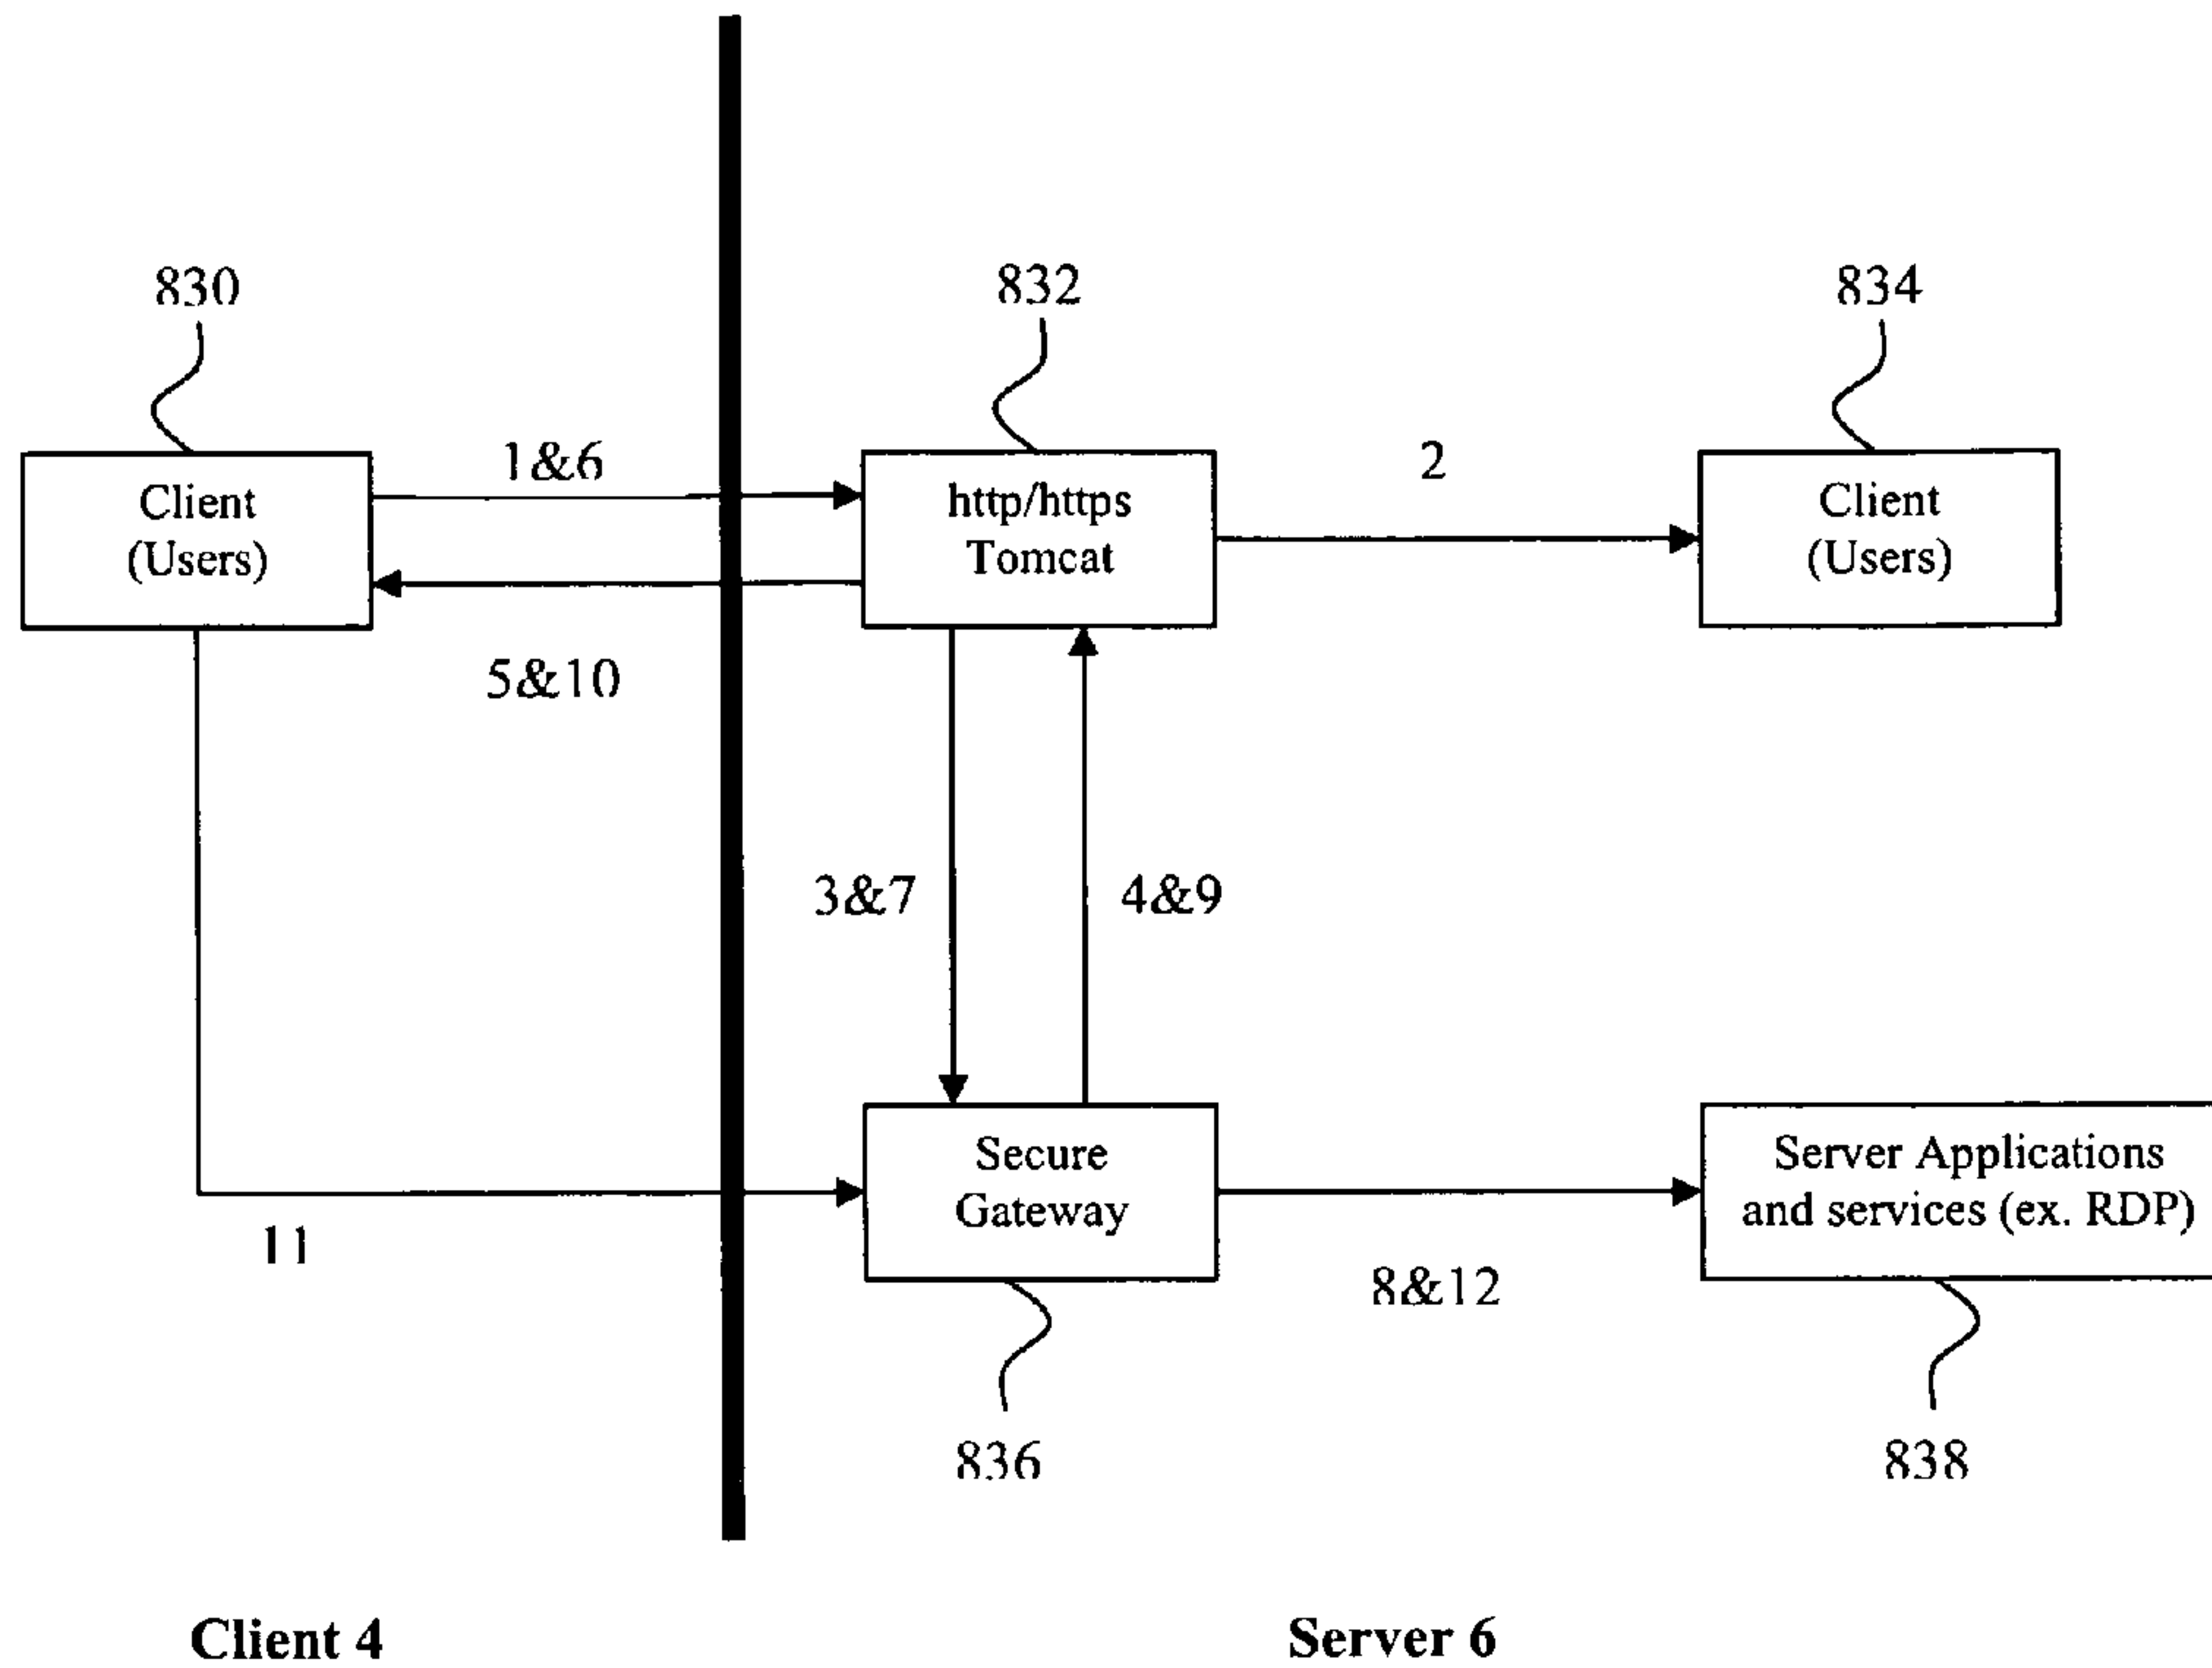 830
832
834
1&6
2
Client
(Users)
http/https
Tomcat
Client
(Users)
5&10
3&7
4&9
Secure
Gateway
Server Applications
and services (ex. RDP)
11
8&12
836
838
Client 4
Server 6